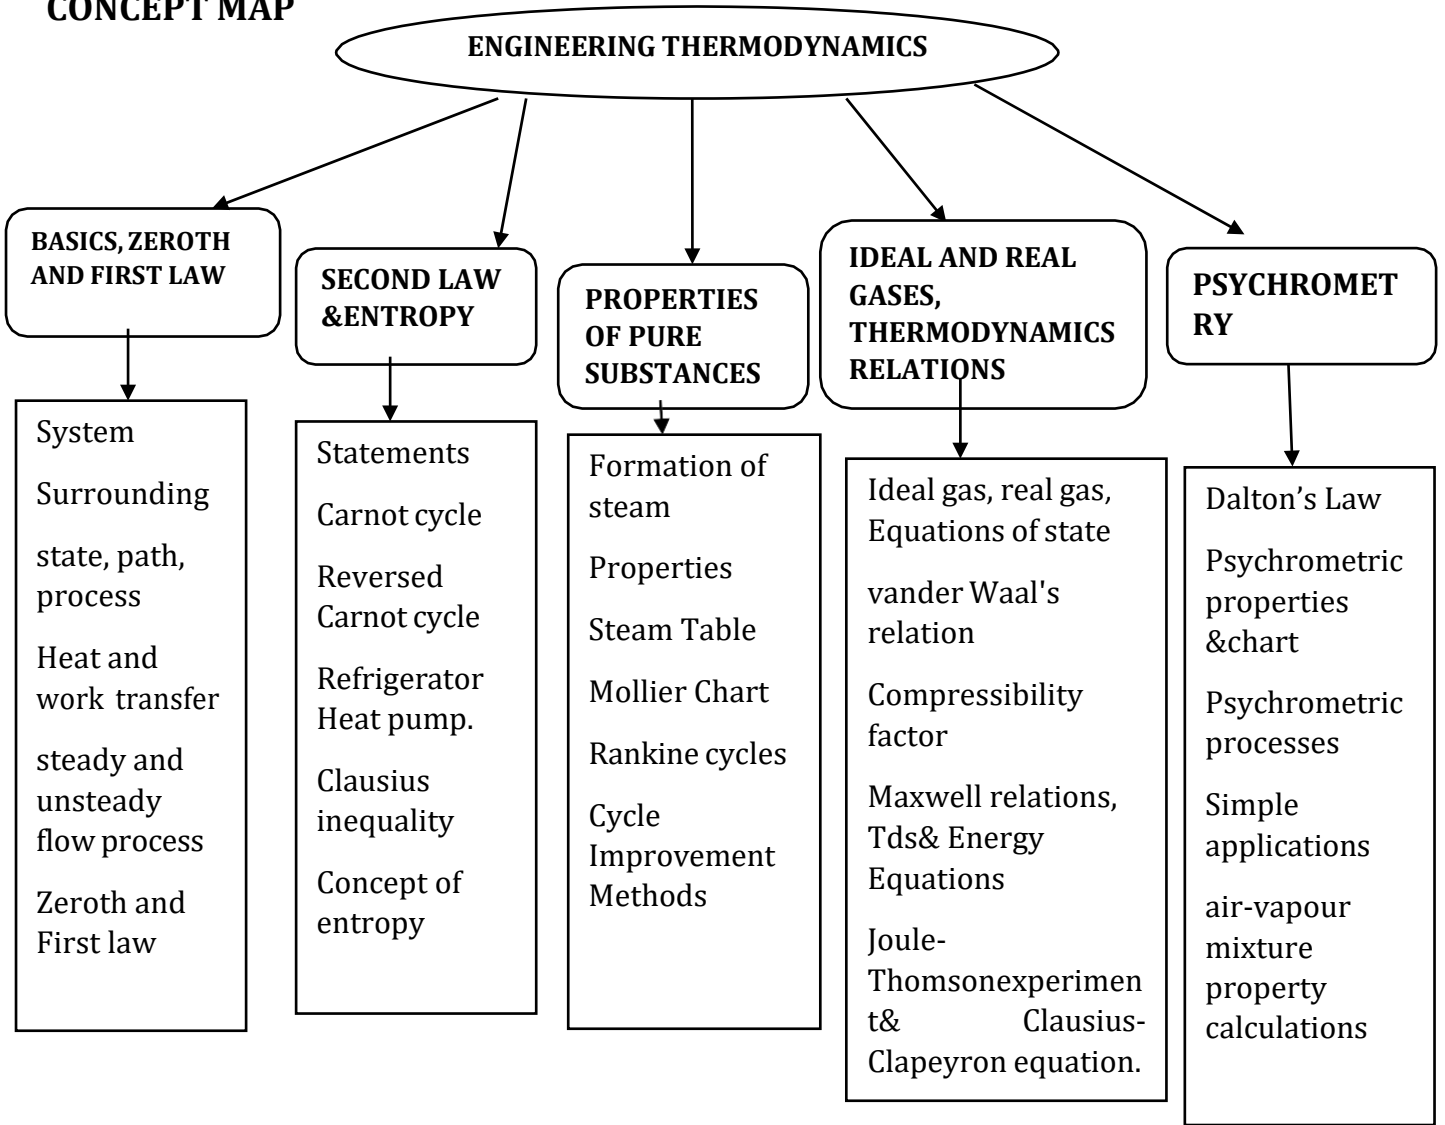 CONCEPT MAP
ENGINEERING THERMODYNAMICS
BASICS, ZEROTH
AND FIRST LAW
SECOND LAW
&ENTROPY
PROPERTIES
OF PURE
SUBSTANCES
IDEAL AND REAL
GASES,
THERMODYNAMICS
RELATIONS
PSYCHROMET
RY
System
Surrounding
state, path,
process
Heat and
work transfer
steady and
unsteady
flow process
Zeroth and
First law
Statements
Carnot cycle
Reversed
Carnot cycle
Refrigerator
Heat pump.
Clausius
inequality
Concept of
entropy
Formation of
steam
Properties
Steam Table
Mollier Chart
Rankine cycles
Cycle
Improvement
Methods
Ideal gas, real gas,
Equations of state
vander Waal's
relation
Compressibility
factor
Maxwell relations,
Tds& Energy
Equations
Joule-
Thomsonexperimen
t& Clausius-
Clapeyron equation.
Dalton’s Law
Psychrometric
properties
&chart
Psychrometric
processes
Simple
applications
air-vapour
mixture
property
calculations